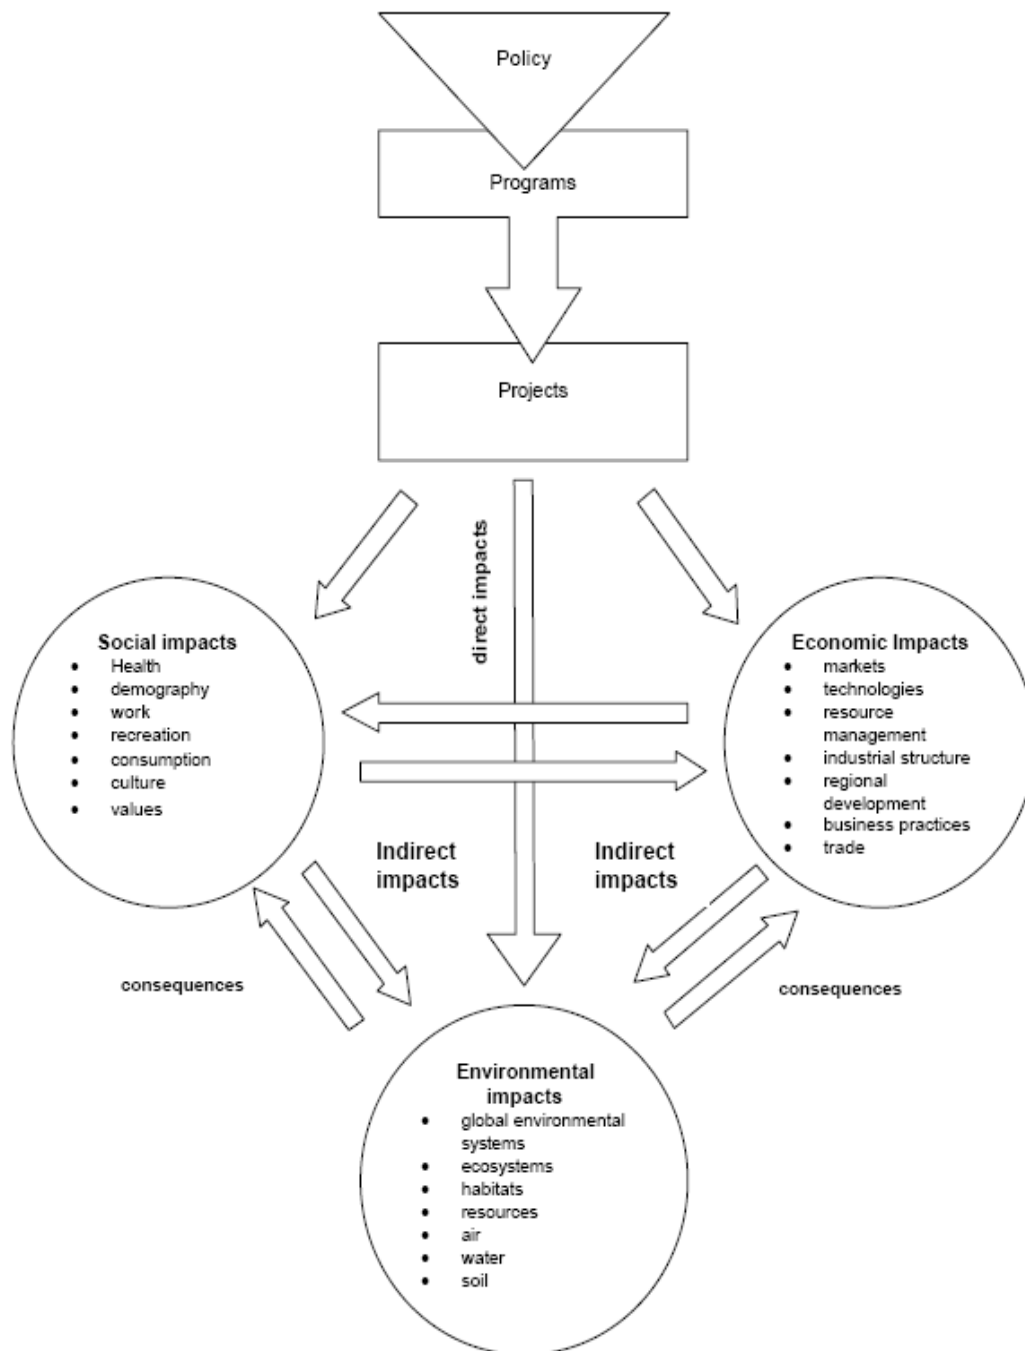 Policy
Programs
Projects
direct impacts
Social impacts
• Health
• demography
• work
• recreation
• consumption
• culture
• values
Economic Impacts
• markets
• technologies
• resource
management
• industrial structure
• regional
development
• business practices
• trade
Indirect
impacts
Indirect
impacts
consequences
consequences
Environmental
impacts
• global environmental
systems
• ecosystems
• habitats
• resources
• air
• water
• soil